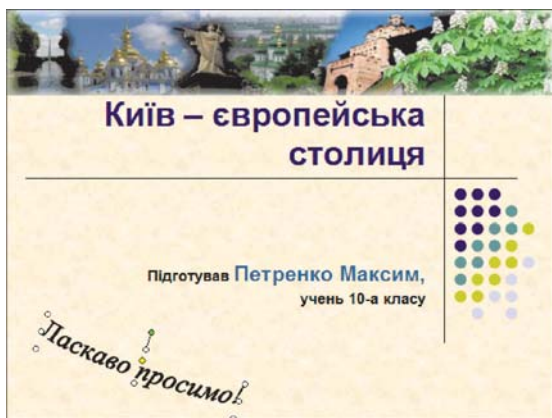 Київ – європейська
столиця
Підготував Петренко Максим,
учень 10-а класу
Ласкаво просимо!